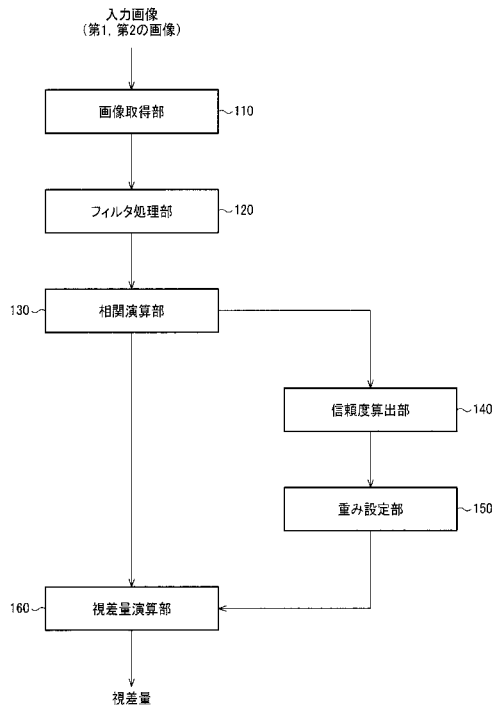 入力画像
(第1, 第2の画像)
画像取得部
110
フィルタ処理部
120
130
相関演算部
信頼度算出部
140
重み設定部
150
160
視差量演算部
視差量